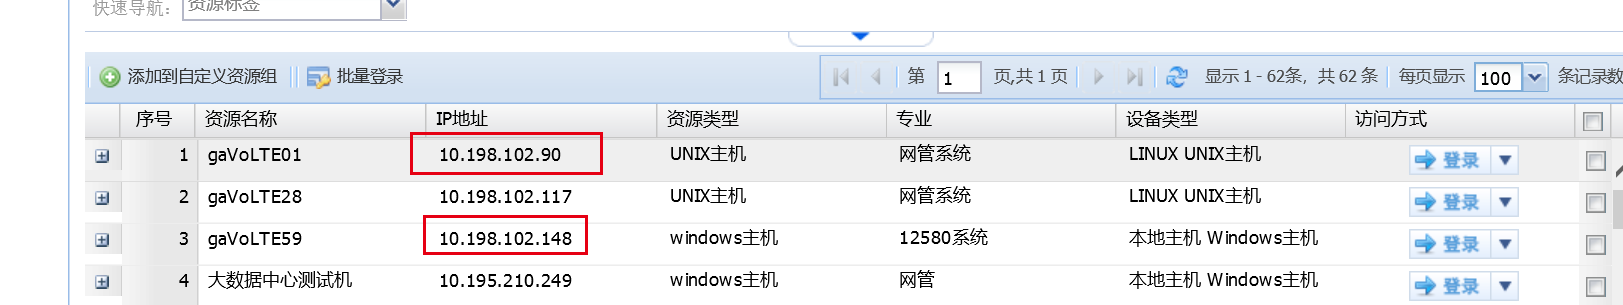 快速导航： 资源标签
添加到自定义资源组 批量登录 第 1 页,共 1 页 显示 1 - 62条，共 62 条 每页显示 100 条记录数
序号 资源名称 IP地址 资源类型 专业 设备类型 访问方式
1 gaVoLTE01 10.198.102.90 UNIX主机 网管系统 LINUX UNIX主机 登录
2 gaVoLTE28 10.198.102.117 UNIX主机 网管系统 LINUX UNIX主机 登录
3 gaVoLTE59 10.198.102.148 windows主机 12580系统 本地主机 Windows主机 登录
4 大数据中心测试机 10.195.210.249 windows主机 网管 本地主机 Windows主机 登录